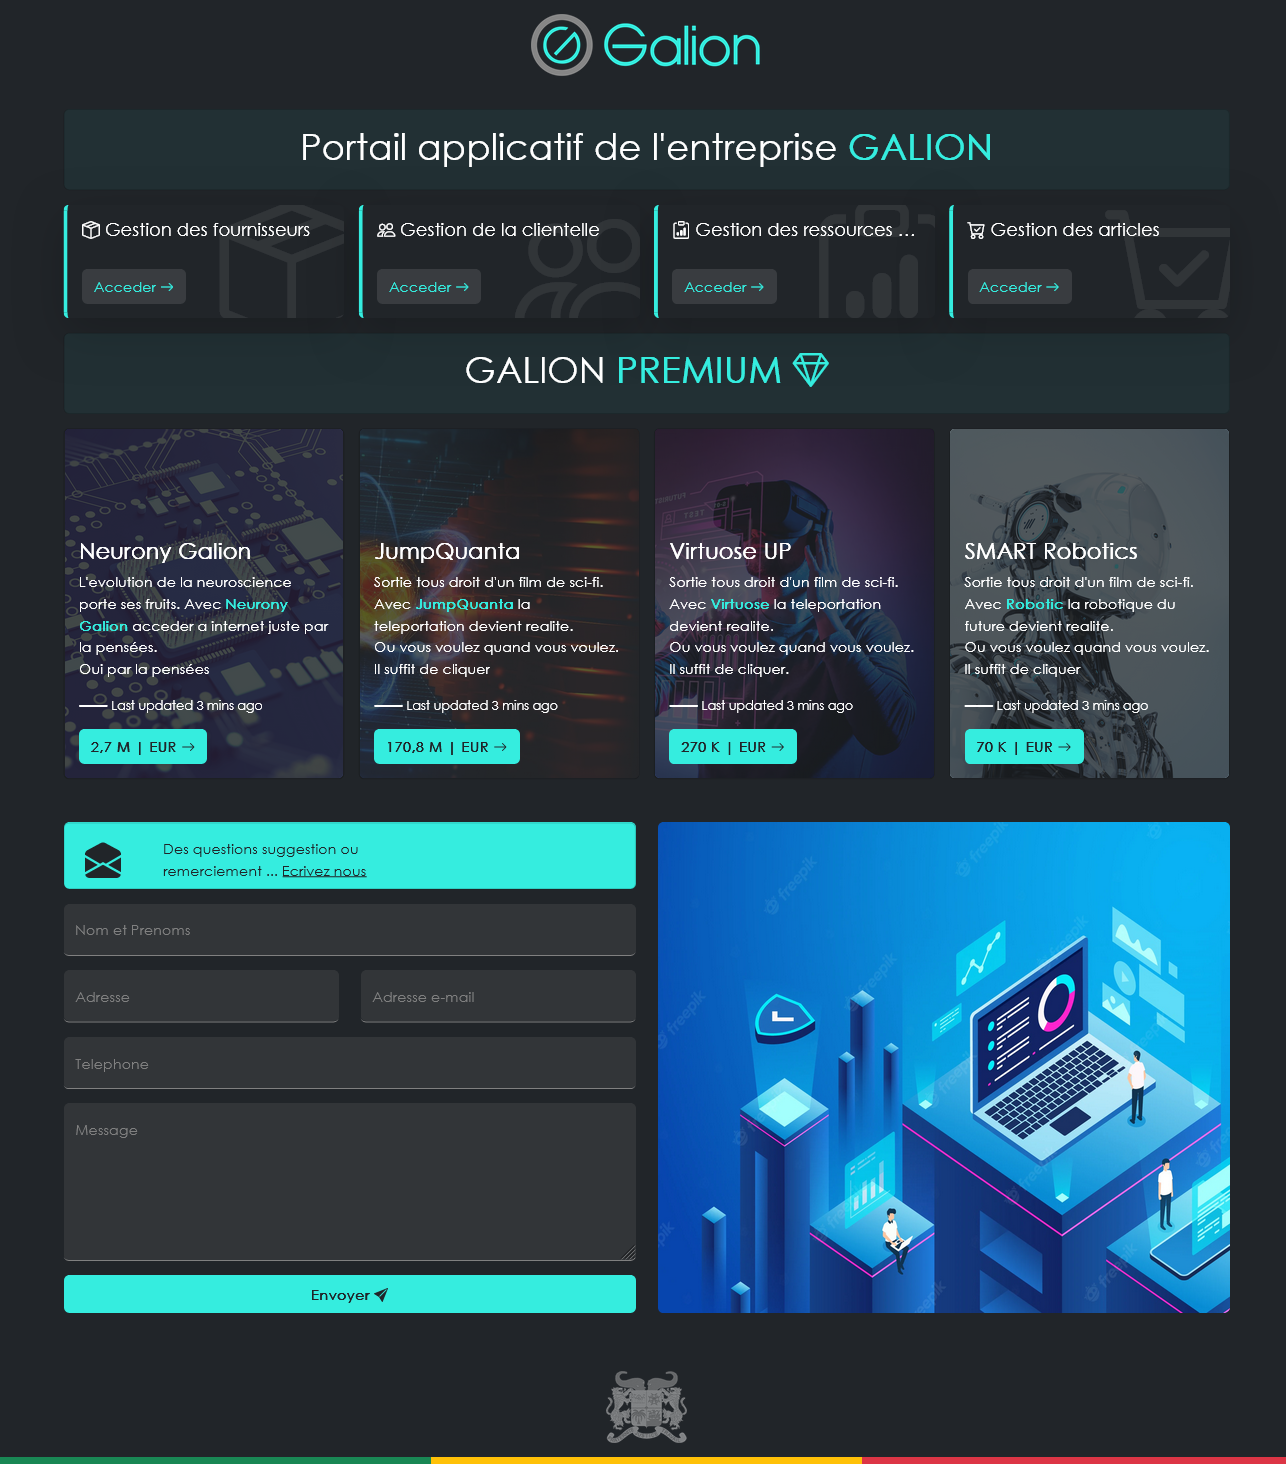 Galion
Portail applicatif de l'entreprise GALION
Gestion des fournisseurs
Acceder →
Gestion de la clientelle
Acceder →
Gestion des ressources ...
Acceder →
Gestion des articles
Acceder →
GALION PREMIUM
Neurony Galion
L'evolution de la neuroscience
porte ses fruits. Avec Neurony
Galion acceder a internet juste par
la pensées.
Oui par la pensées
Last updated 3 mins ago
2,7 M | EUR →
JumpQuanta
Sortie tous droit d'un film de sci-fi.
Avec JumpQuanta la
teleportation devient realite.
Ou vous voulez quand vous voulez.
Il suffit de cliquer
Last updated 3 mins ago
170,8 M | EUR →
Virtuose UP
Sortie tous droit d'un film de sci-fi.
Avec Virtuose la teleportation
devient realite.
Ou vous voulez quand vous voulez.
Il suffit de cliquer.
Last updated 3 mins ago
270 K | EUR →
SMART Robotics
Sortie tous droit d'un film de sci-fi.
Avec Robotic la robotique du
future devient realite.
Ou vous voulez quand vous voulez.
Il suffit de cliquer
Last updated 3 mins ago
70 K | EUR →
Des questions suggestion ou
remerciement ... Ecrivez nous
Nom et Prenoms
Adresse
Adresse e-mail
Telephone
Message
Envoyer
freepik
freepik
freepik
freepik